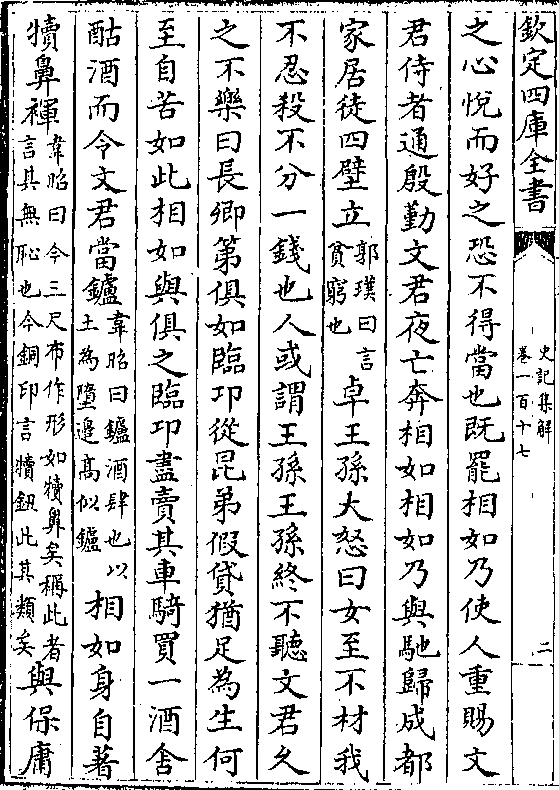 欽定四庫全書
史記集解
卷一百十七
二
之心悅而好之恐不得當也既罷相如乃使人重賜文
君侍者通殷勤文君夜亡奔相如相如乃與馳歸成都
家居徒四壁立郭璞曰言貧窮也卓王孫大怒曰女至不材我
不忍殺不分一錢也人或謂王孫王孫終不聽文君久
之不樂曰長卿第俱如臨卭從昆弟假貸猶足為生何
至自苦如此相如與俱之臨卭盡賣其車騎買一酒舍
酤酒而令文君當鑪韋昭曰鑪酒肆也以土為墮邊高似鑪相如身自著
犢鼻褌韋昭曰今三尺布作形如犢鼻矣稱此者言其無恥也今銅印言犢鈕此其類矣與保庸